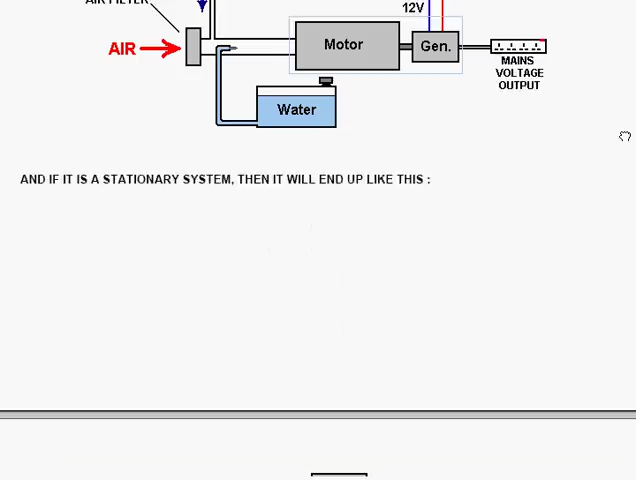 AIR FILTER
12V
AIR
Motor
Gen.
MAINS
VOLTAGE
OUTPUT
Water
AND IF IT IS A STATIONARY SYSTEM, THEN IT WILL END UP LIKE THIS :